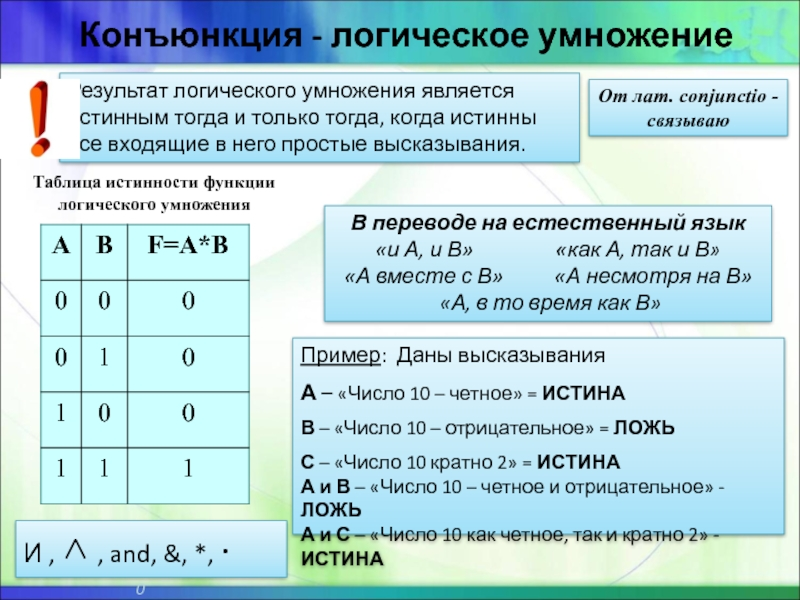 Конъюнкция - логическое умножение
Результат логического умножения является
истинным тогда и только тогда, когда истинны
все входящие в него простые высказывания.
От лат. conjunctio -
связываю
Таблица истинности функции
логического умножения
A B F=A*B
0 0 0
0 1 0
1 0 0
1 1 1
В переводе на естественный язык
«и А, и В» «как А, так и В»
«А вместе с В» «А несмотря на В»
«А, в то время как В»
Пример: Даны высказывания
А – «Число 10 – четное» = ИСТИНА
В – «Число 10 – отрицательное» = ЛОЖЬ
С – «Число 10 кратно 2» = ИСТИНА
А и В – «Число 10 – четное и отрицательное» -
ЛОЖЬ
А и С – «Число 10 как четное, так и кратно 2» -
ИСТИНА
И , ∧ , and, &, *, ·
0